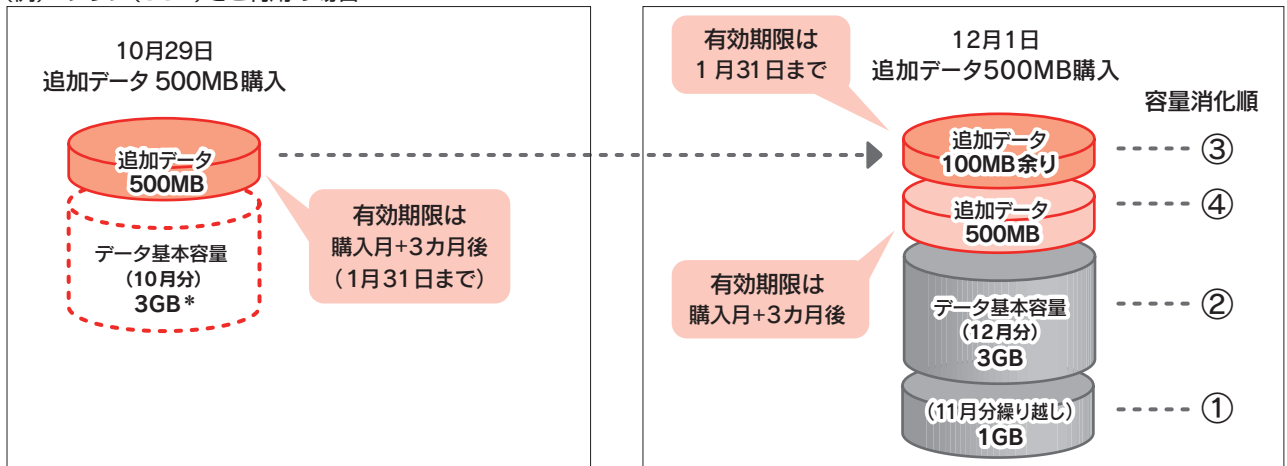 10月29日
追加データ 500MB購入
追加データ
500MB
データ基本容量
(10月分)
3GB*
有効期限は
購入月+3カ月後
(1月31日まで)
有効期限は
1月31日まで
12月1日
追加データ500MB購入
容量消化順
追加データ
100MB余り
③
追加データ
500MB
④
有効期限は
購入月+3カ月後
データ基本容量
(12月分)
3GB
②
(11月分繰り越し)
1GB
①